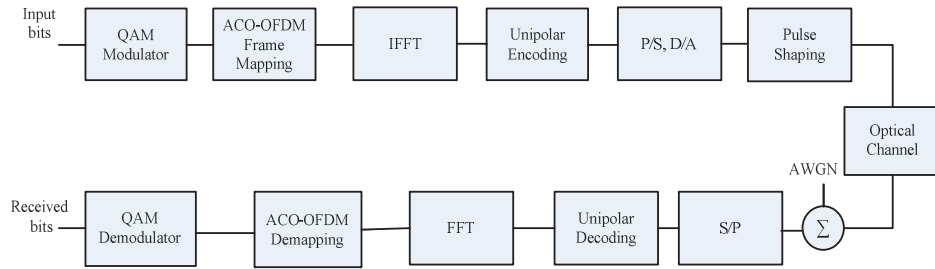 Input
bits
QAM
Modulator
ACO-OFDM
Frame
Mapping
IFFT
Unipolar
Encoding
P/S, D/A
Pulse
Shaping
Optical
Channel
AWGN
Received
bits
QAM
Demodulator
ACO-OFDM
Demapping
FFT
Unipolar
Decoding
S/P
Σ